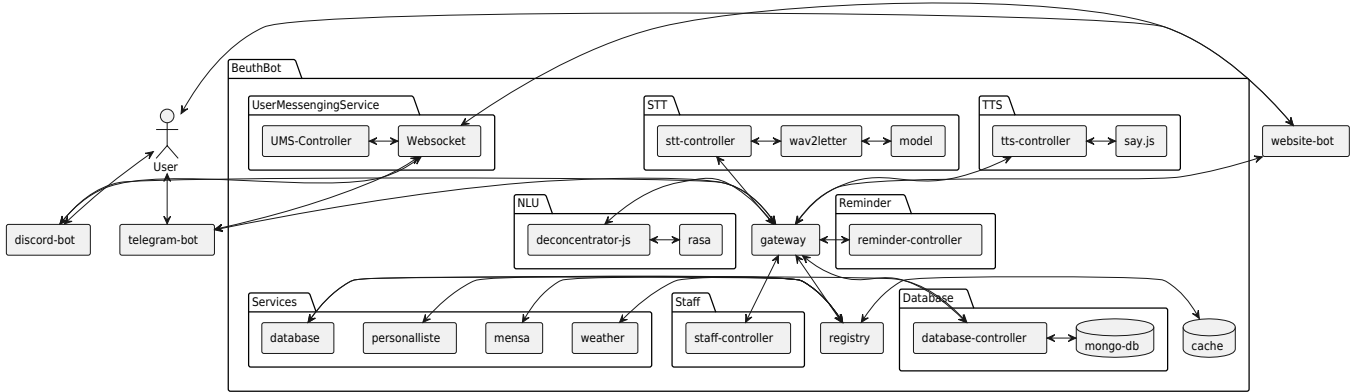 BeuthBot
UserMessengingService
STT
TTS
UMS-Controller
Websocket
stt-controller
wav2letter
model
tts-controller
say.js
website-bot
User
NLU
Reminder
discord-bot
telegram-bot
deconcentrator-js
rasa
gateway
reminder-controller
Services
Staff
Database
database
personalliste
mensa
weather
staff-controller
registry
database-controller
mongo-db
cache